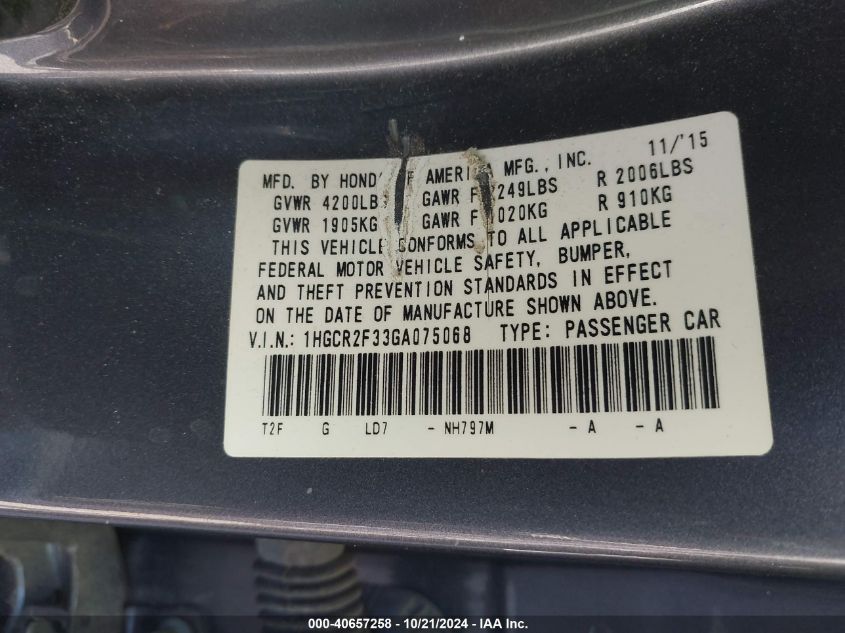 11/'15
MFD. BY HOND F AMERI A MFG., INC.
GVWR 4200LB GAWR F 249LBS R 2006LBS
GVWR 1905KG GAWR F 020KG R 910KG
THIS VEHICLE CONFORMS TO ALL APPLICABLE
FEDERAL MOTOR VEHICLE SAFETY, BUMPER,
AND THEFT PREVENTION STANDARDS IN EFFECT
ON THE DATE OF MANUFACTURE SHOWN ABOVE.
V.I.N.: 1HGCR2F33GA075068 TYPE: PASSENGER CAR
T2F G LD7 - NH797M - A - A
000-40657258 - 10/21/2024 - IAA Inc.